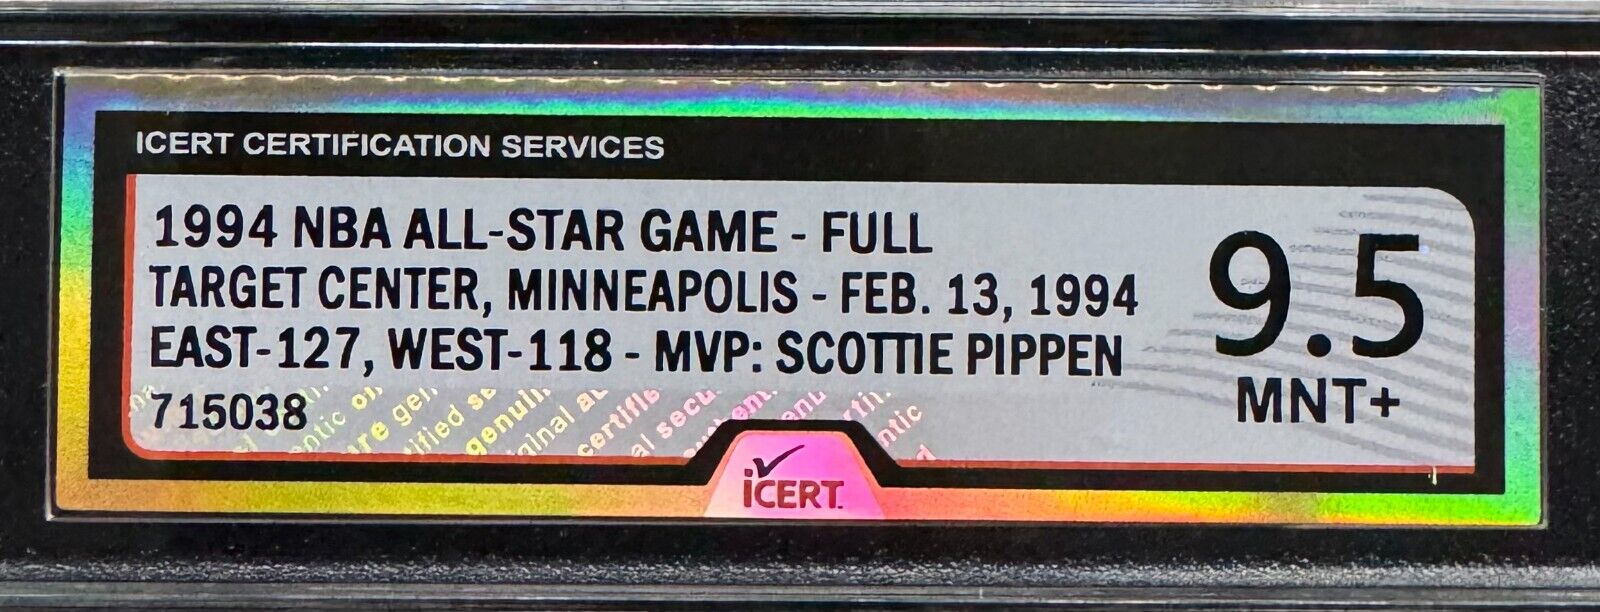 ICERT CERTIFICATION SERVICES
1994 NBA ALL-STAR GAME - FULL
TARGET CENTER, MINNEAPOLIS - FEB. 13, 1994
EAST-127, WEST-118 - MVP: SCOTTIE PIPPEN
715038
9.5
MNT+
iCERT.